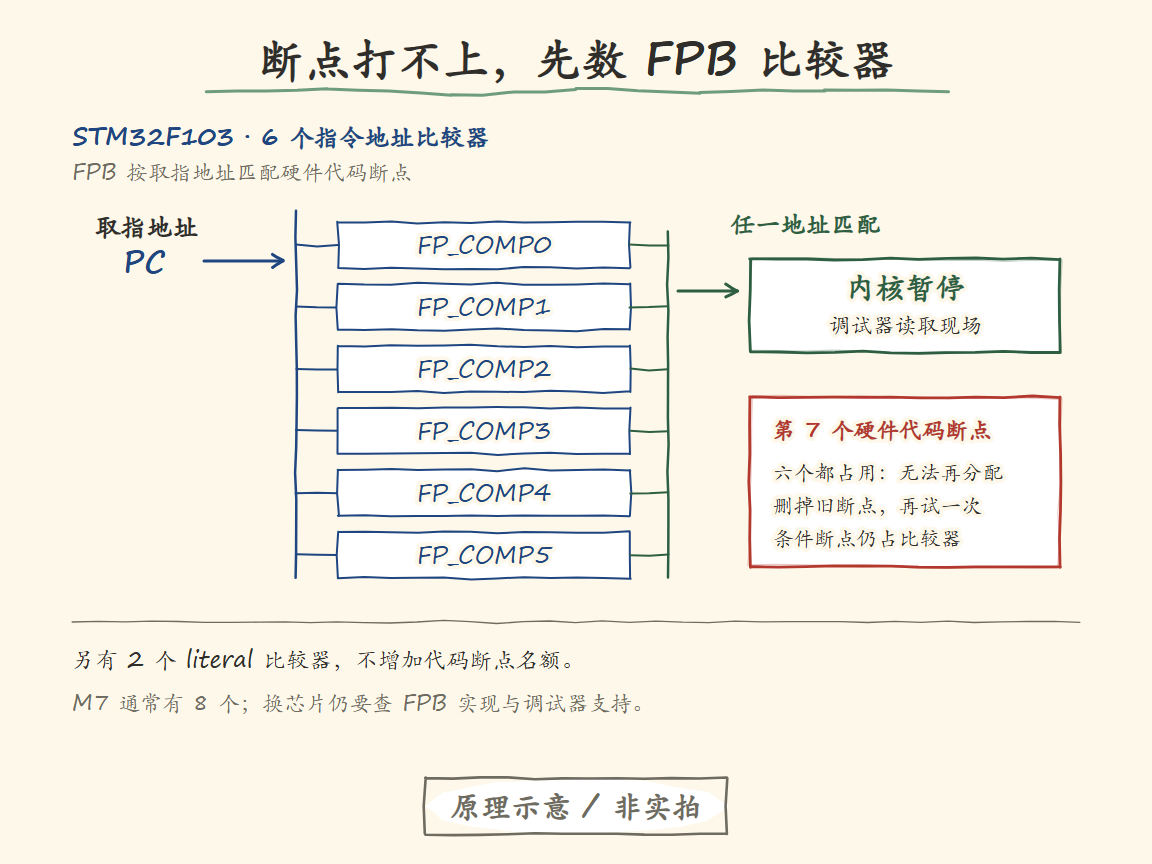 断点打不上，先数 FPB 比较器
STM32F103 · 6 个指令地址比较器
FPB 按取指地址匹配硬件代码断点
取指地址
PC
FP_COMP0
FP_COMP1
FP_COMP2
FP_COMP3
FP_COMP4
FP_COMP5
任一地址匹配
内核暂停
调试器读取现场
第 7 个硬件代码断点
六个都占用：无法再分配
删掉旧断点，再试一次
条件断点仍占比较器
另有 2 个 literal 比较器，不增加代码断点名额。
M7 通常有 8 个；换芯片仍要查 FPB 实现与调试器支持。
原理示意 / 非实拍